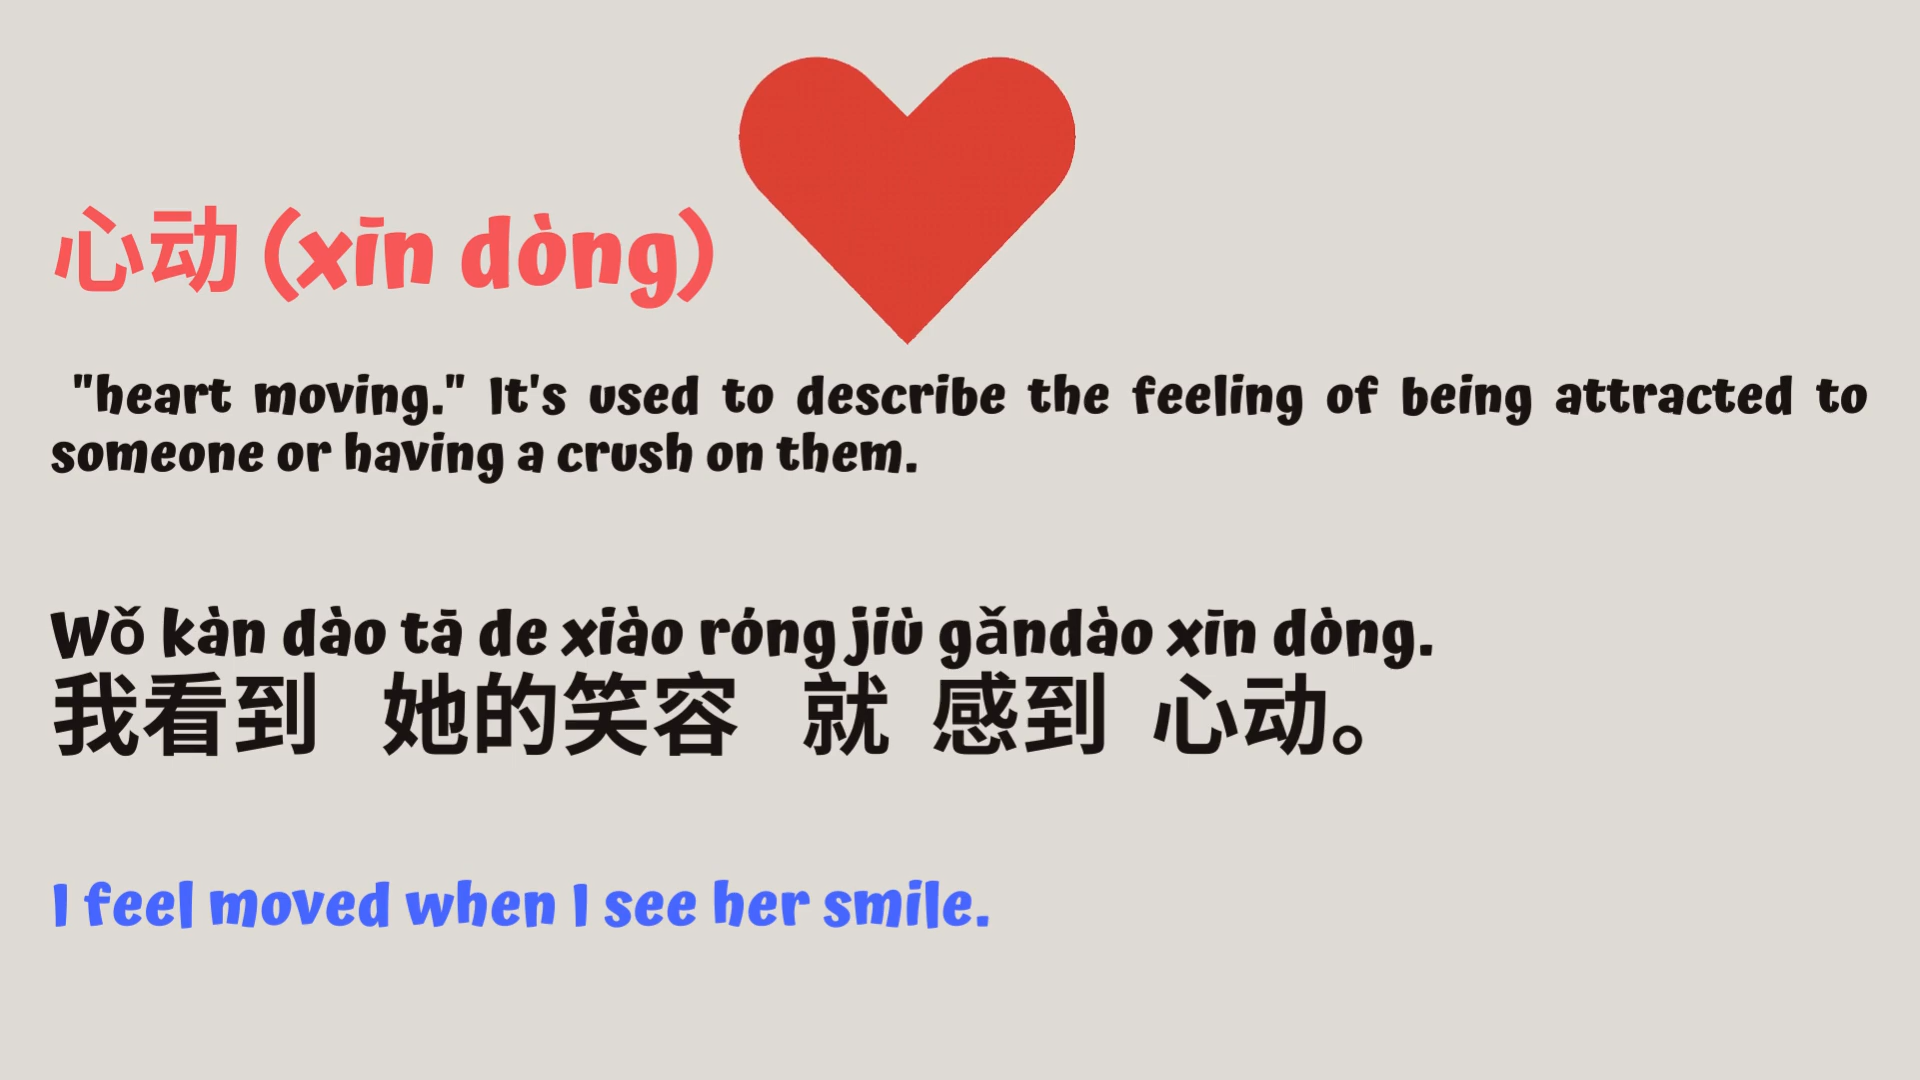 心动 (xīn dòng)
"heart moving." It's used to describe the feeling of being attracted to
someone or having a crush on them.
Wǒ kàn dào tā de xiào róng jiù gǎndào xīn dòng.
我看到 她的笑容 就 感到 心动。
I feel moved when I see her smile.